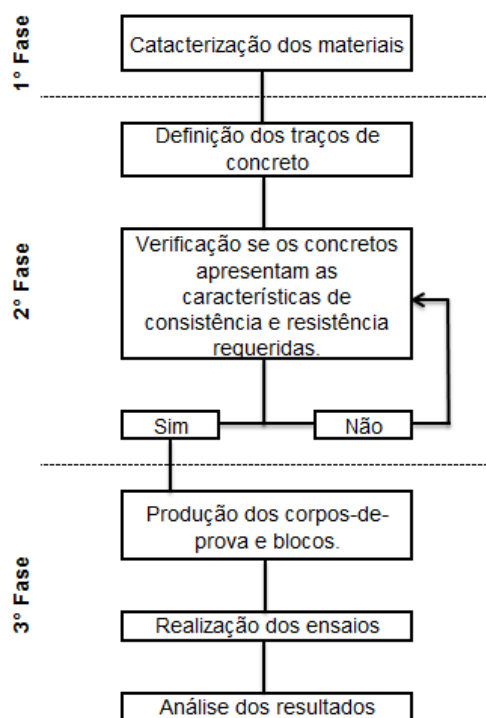 1° Fase
Catacterização dos materiais
2° Fase
Definição dos traços de
concreto
Verificação se os concretos
apresentam as
características de
consistência e resistência
requeridas.
Sim
Não
3° Fase
Produção dos corpos-de-
prova e blocos.
Realização dos ensaios
Análise dos resultados